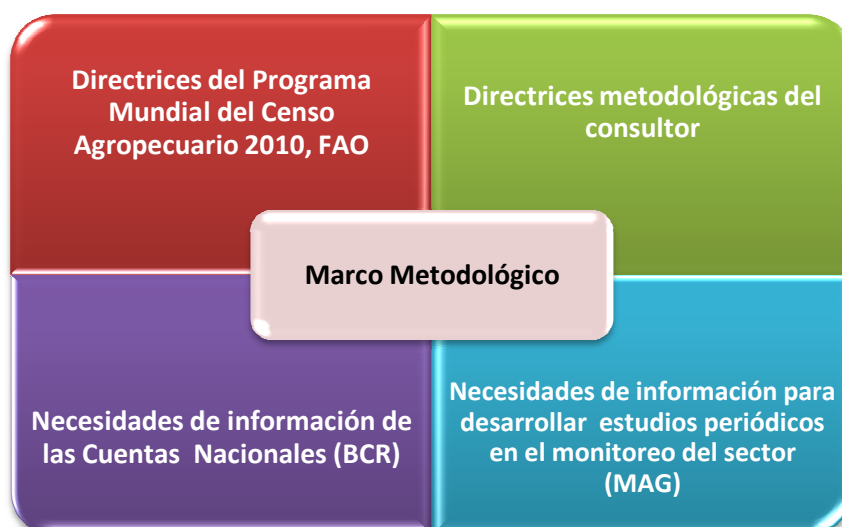 Directrices del Programa
Mundial del Censo
Agropecuario 2010, FAO
Directrices metodológicas del
consultor
Marco Metodológico
Necesidades de información de
las Cuentas Nacionales (BCR)
Necesidades de información para
desarrollar estudios periódicos
en el monitoreo del sector
(MAG)